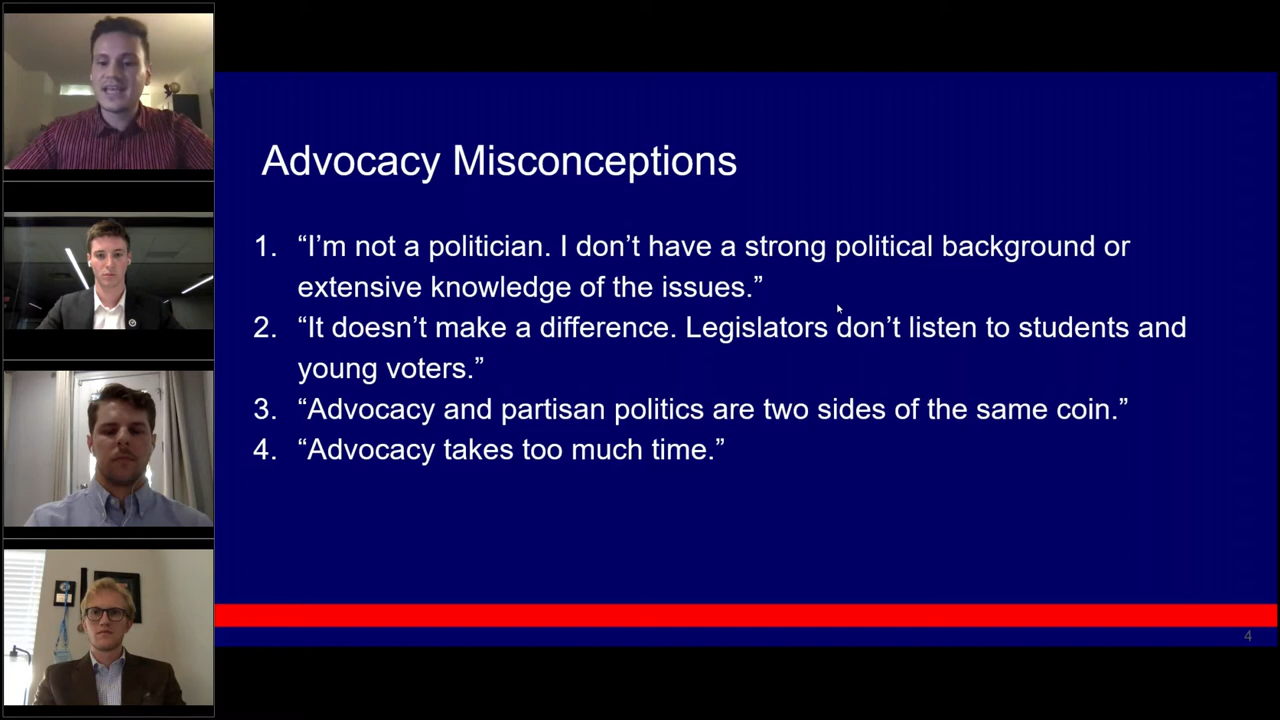 Advocacy Misconceptions
1. “I’m not a politician. I don’t have a strong political background or
extensive knowledge of the issues.”
2. “It doesn’t make a difference. Legislators don’t listen to students and
young voters.”
3. “Advocacy and partisan politics are two sides of the same coin.”
4. “Advocacy takes too much time.”
4